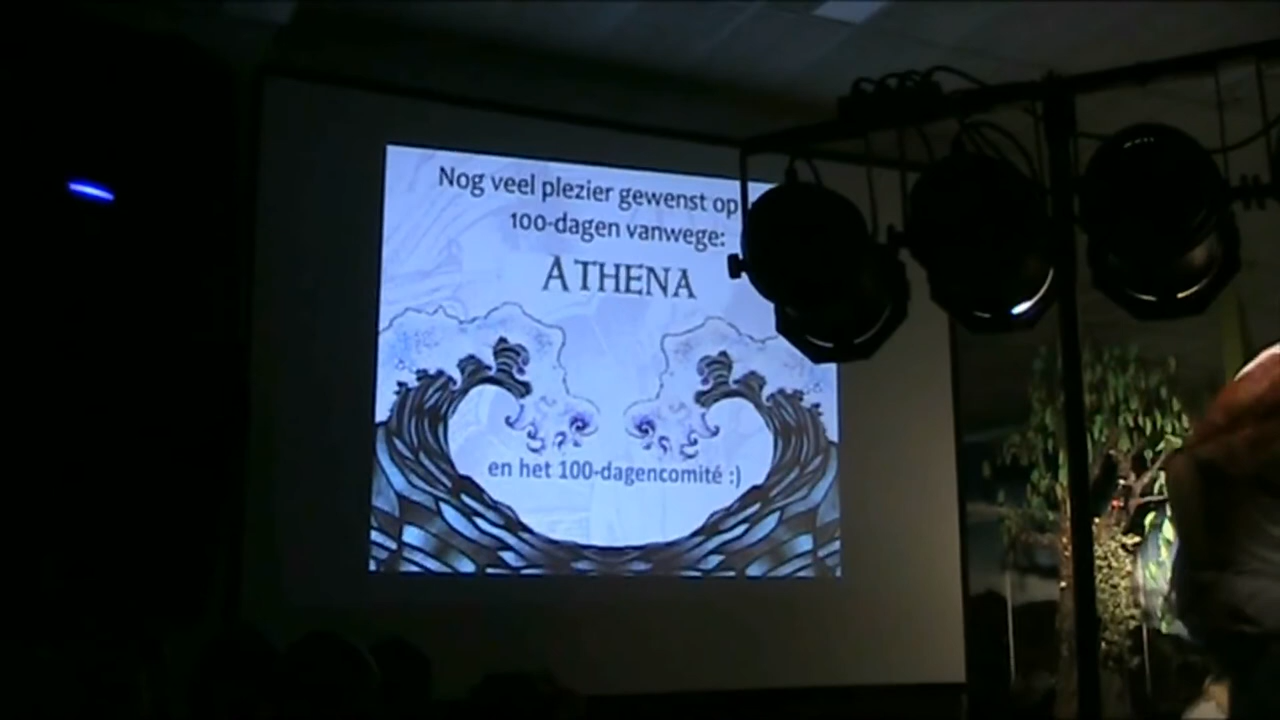 Nog veel plezier gewenst op
100-dagen vanwege:
ATHENA
en het 100-dagencomité :)